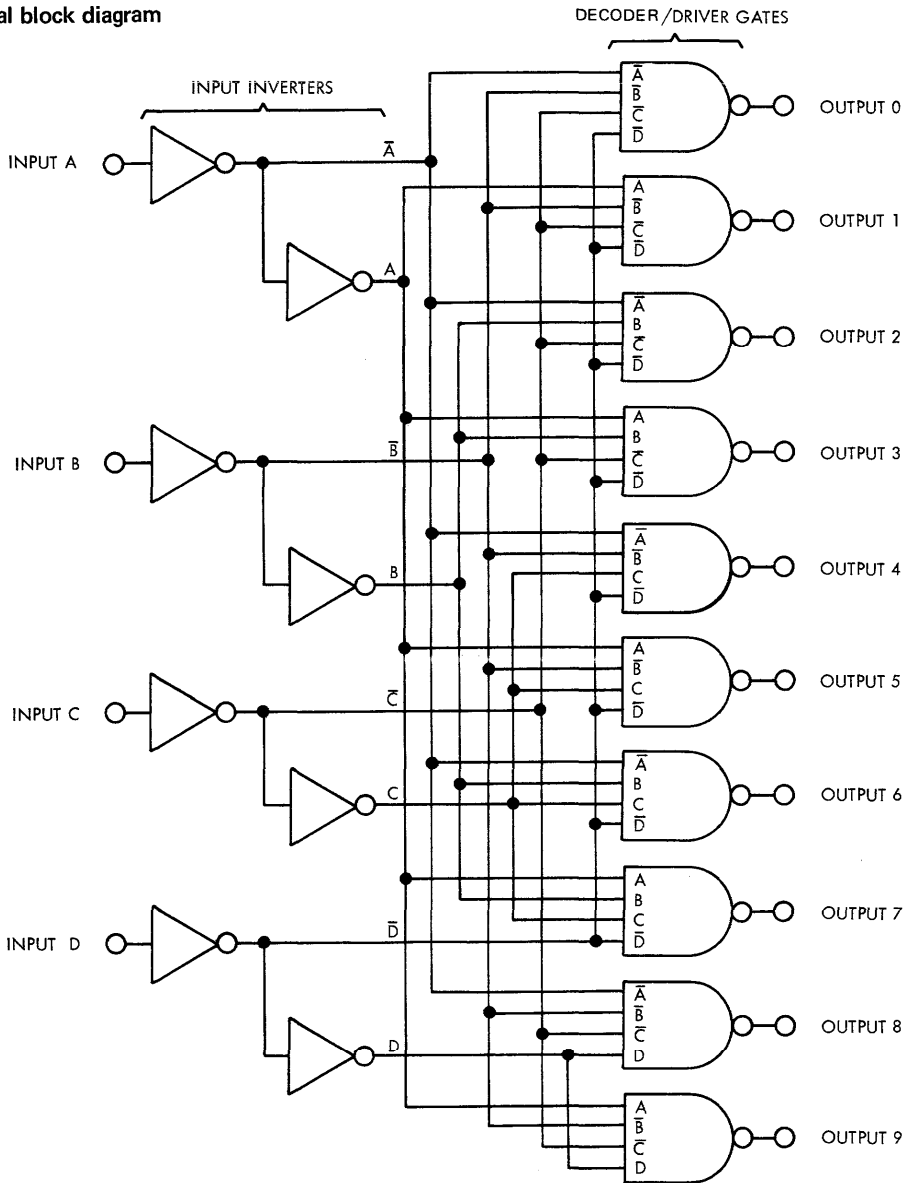 al block diagram
DECODER/DRIVER GATES
INPUT INVERTERS
A̅
B̅
C̅
D̅
OUTPUT 0
INPUT A
A̅
A
B̅
C̅
D̅
OUTPUT 1
A
A̅
B
C̅
D̅
OUTPUT 2
A
B
C̅
D̅
OUTPUT 3
INPUT B
B̅
A̅
B̅
C
D̅
OUTPUT 4
B
A
B̅
C
D̅
OUTPUT 5
INPUT C
C̅
A̅
B
C
D̅
OUTPUT 6
C
A
B
C
D̅
OUTPUT 7
INPUT D
D̅
A̅
B̅
C̅
D
OUTPUT 8
D
A
B̅
C̅
D
OUTPUT 9